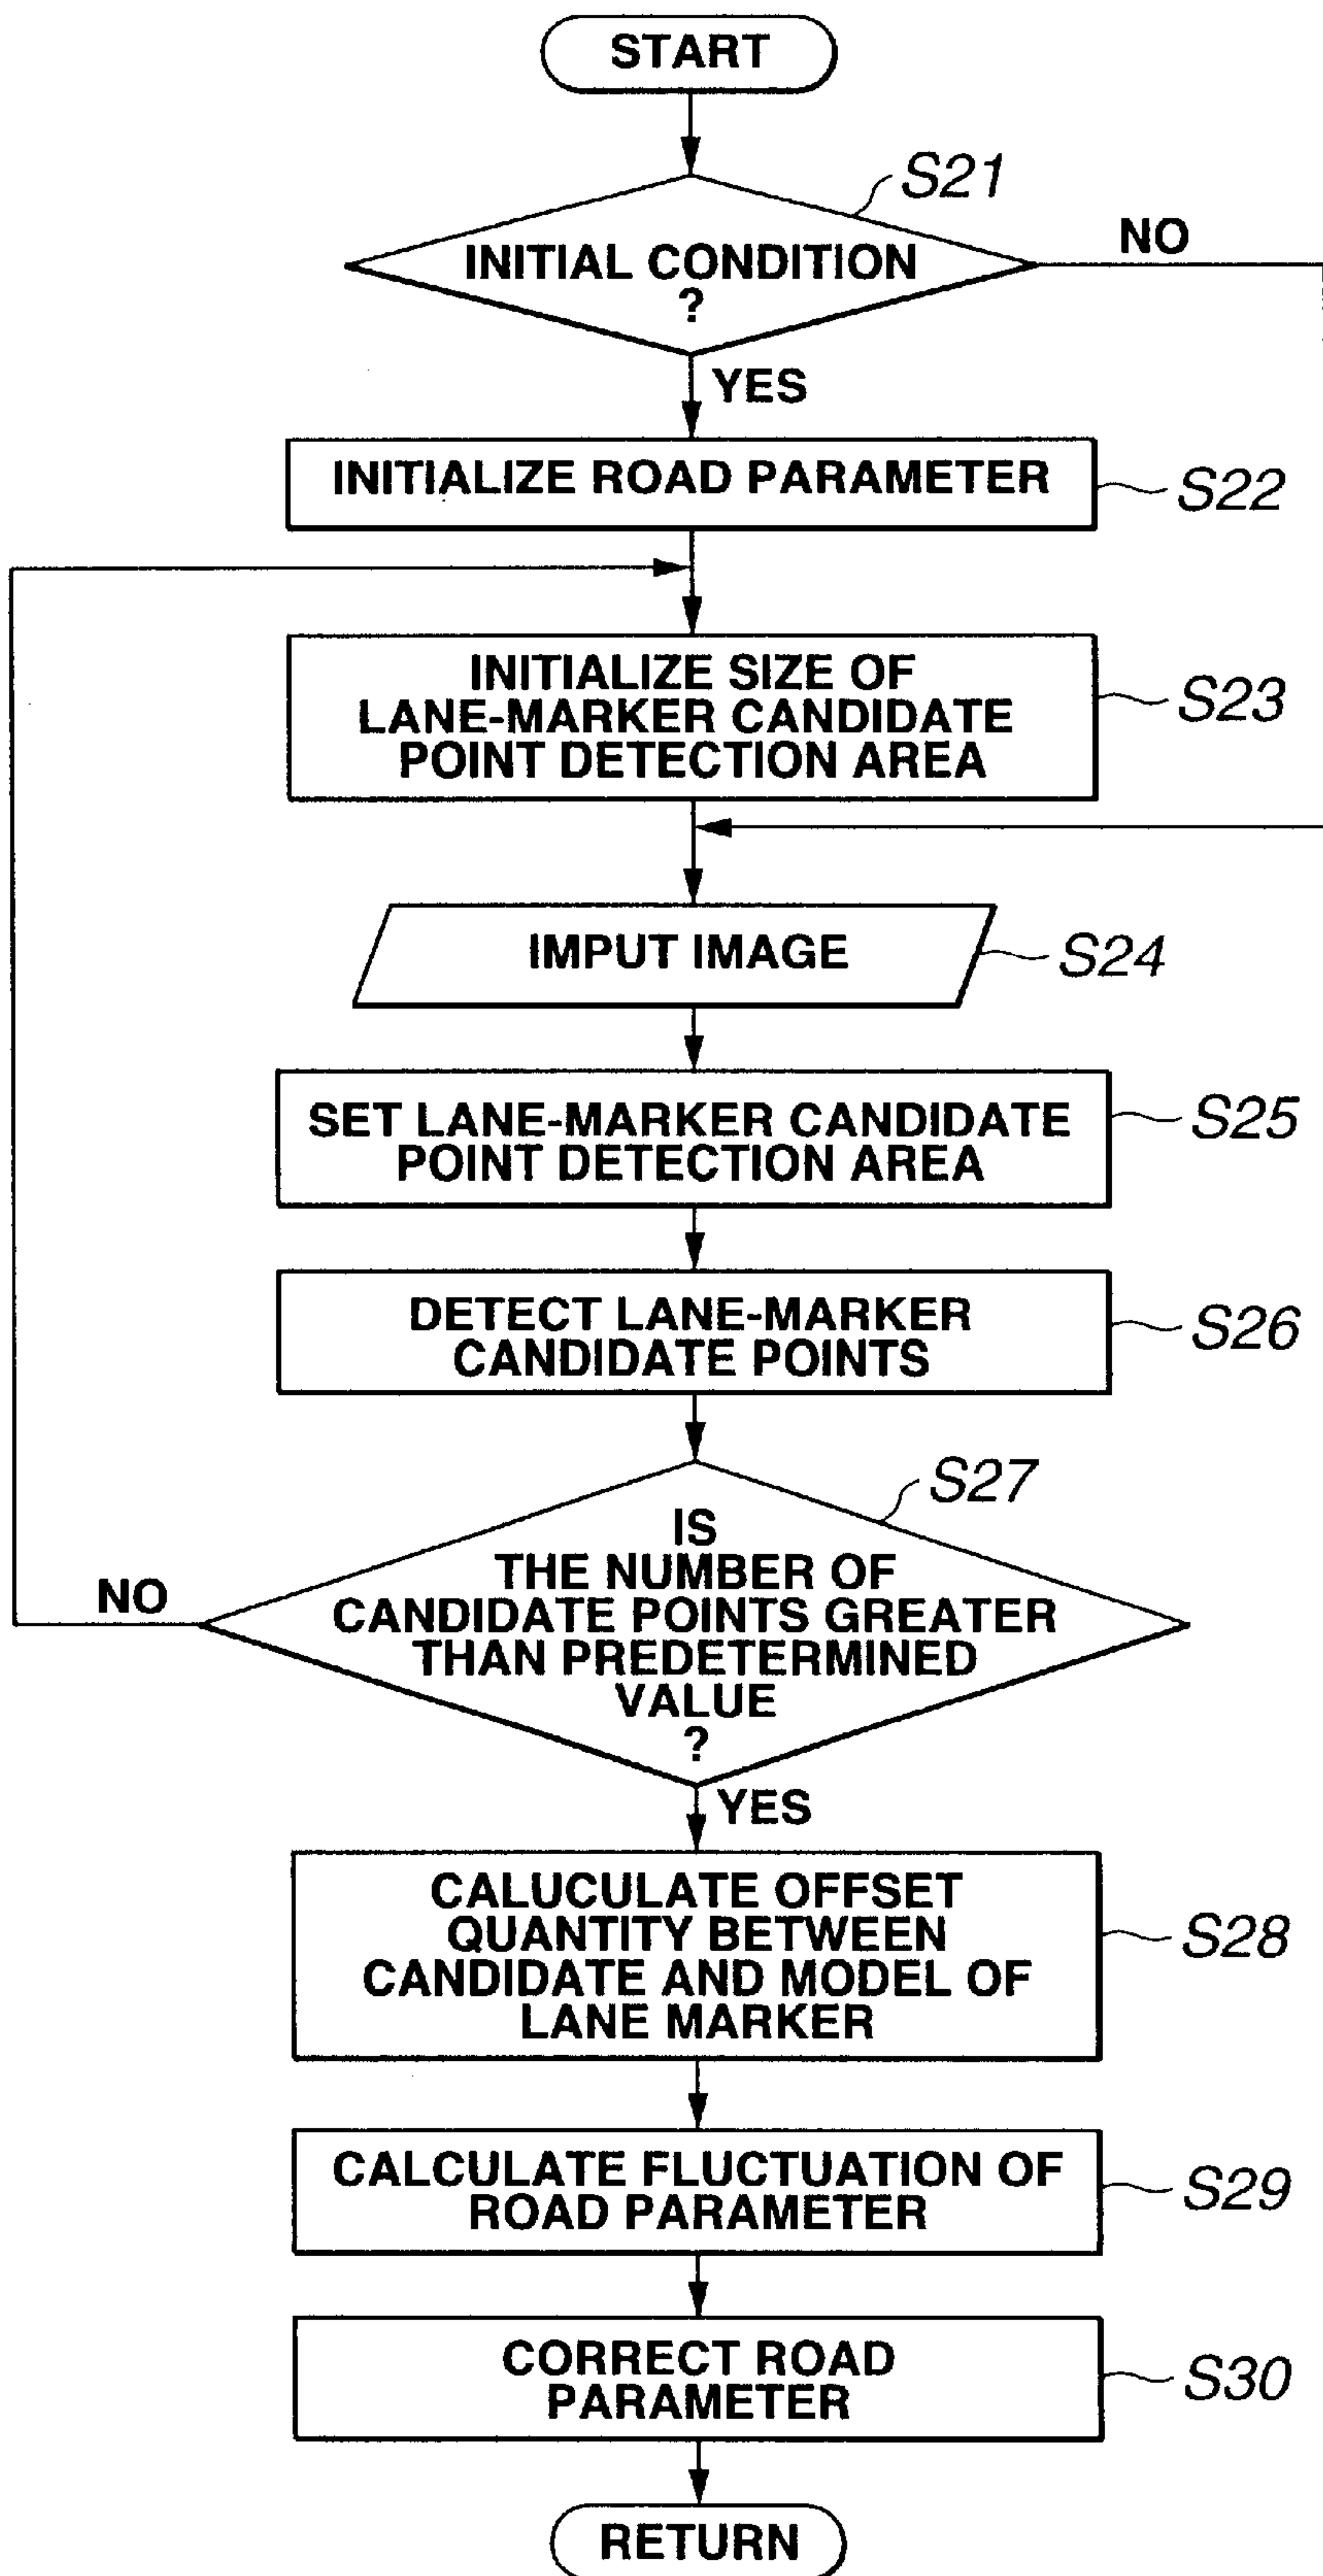 START
S21
INITIAL CONDITION
?
NO
YES
INITIALIZE ROAD PARAMETER
S22
INITIALIZE SIZE OF
LANE-MARKER CANDIDATE
POINT DETECTION AREA
S23
IMPUT IMAGE
S24
SET LANE-MARKER CANDIDATE
POINT DETECTION AREA
S25
DETECT LANE-MARKER
CANDIDATE POINTS
S26
S27
IS
THE NUMBER OF
CANDIDATE POINTS GREATER
THAN PREDETERMINED
VALUE
?
NO
YES
CALUCULATE OFFSET
QUANTITY BETWEEN
CANDIDATE AND MODEL OF
LANE MARKER
S28
CALCULATE FLUCTUATION OF
ROAD PARAMETER
S29
CORRECT ROAD
PARAMETER
S30
RETURN